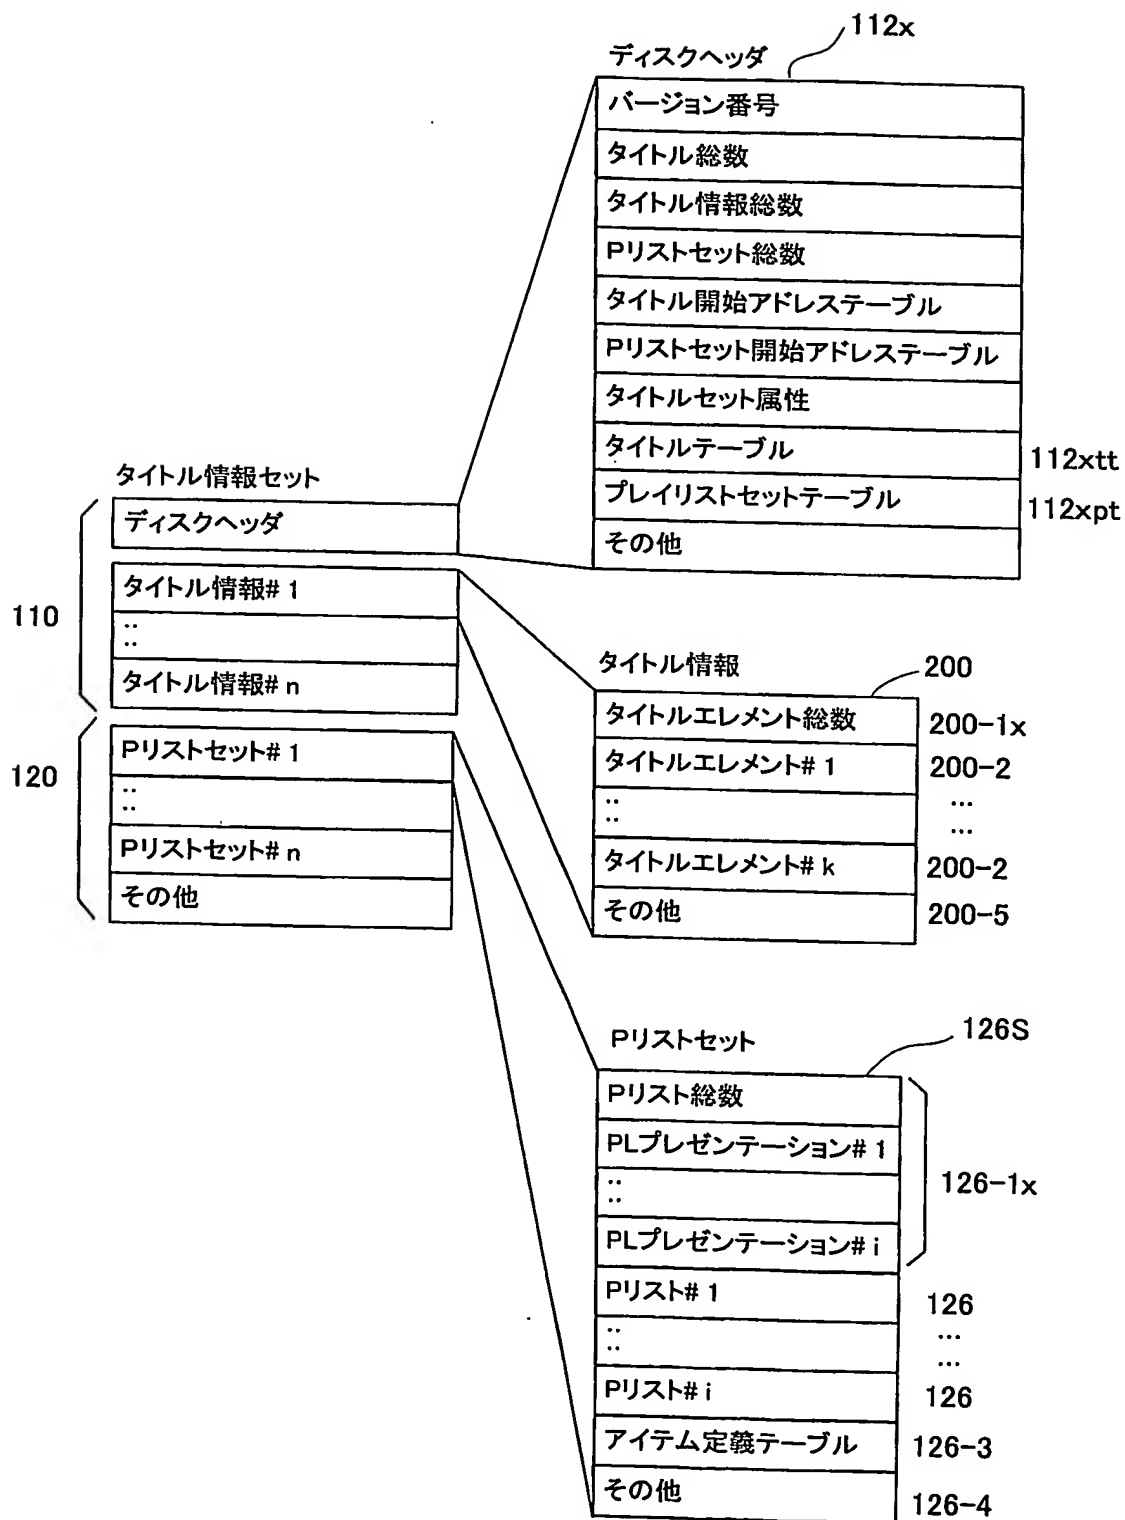 112x
ディスクヘッダ
バージョン番号
タイトル総数
タイトル情報総数
Pリストセット総数
タイトル開始アドレステーブル
Pリストセット開始アドレステーブル
タイトルセット属性
タイトルテーブル 112xtt
プレイリストセットテーブル 112xpt
その他
タイトル情報セット
ディスクヘッダ
110
タイトル情報#1
::
タイトル情報#n
120
Pリストセット#1
::
Pリストセット#n
その他
タイトル情報 200
タイトルエレメント総数 200-1x
タイトルエレメント#1 200-2
:: … …
タイトルエレメント#k 200-2
その他 200-5
Pリストセット 126S
Pリスト総数
PLプレゼンテーション#1
::
PLプレゼンテーション#i
126-1x
Pリスト#1 126
:: … …
Pリスト#i 126
アイテム定義テーブル 126-3
その他 126-4